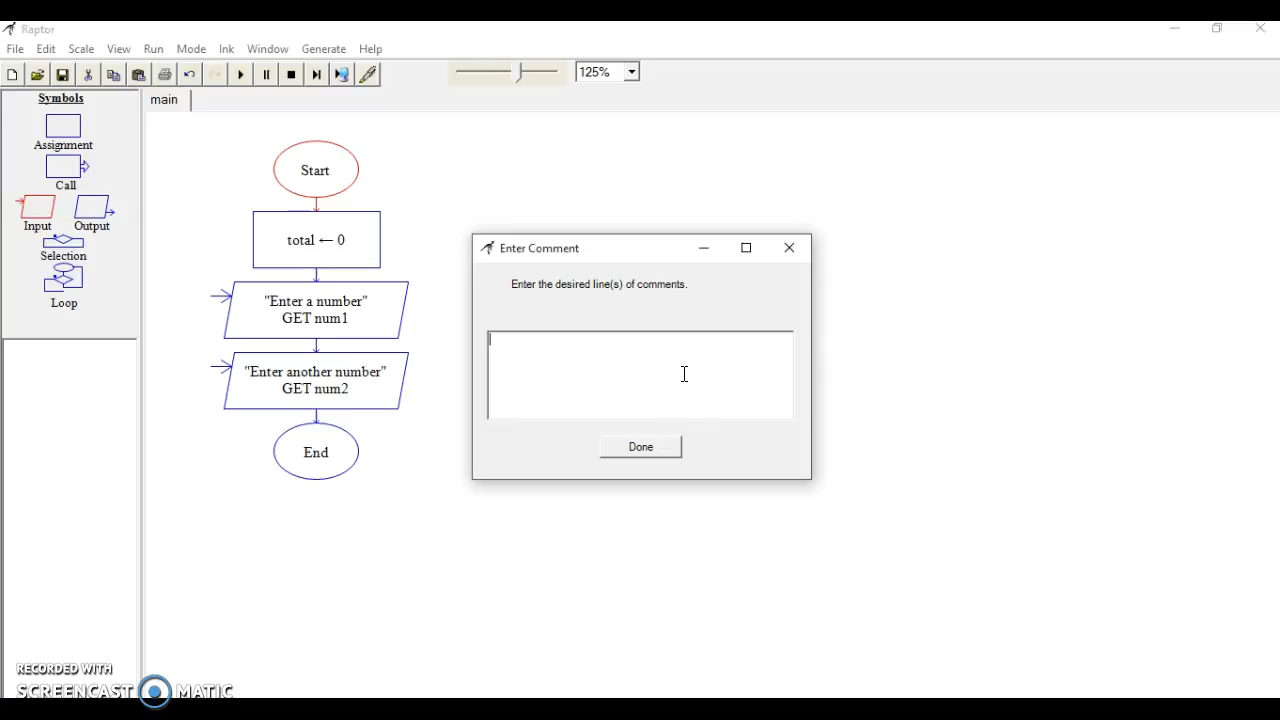 Raptor
File Edit Scale View Run Mode Ink Window Generate Help
125%
Symbols
main
Assignment
Call
Input Output
Selection
Loop
Start
total ← 0
"Enter a number"
GET num1
"Enter another number"
GET num2
End
Enter Comment
Enter the desired line(s) of comments.
Done
RECORDED WITH
SCREENCAST MATIC